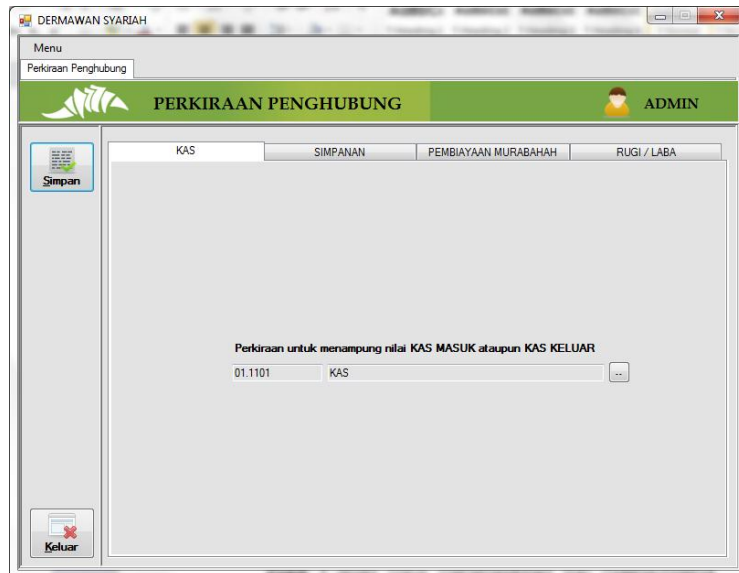 DERMAWAN SYARIAH
Menu
Perkiraan Penghubung
PERKIRAAN PENGHUBUNG
ADMIN
Simpan
KAS
SIMPANAN
PEMBIAYAAN MURABAHAH
RUGI / LABA
Perkiraan untuk menampung nilai KAS MASUK ataupun KAS KELUAR
01.1101
KAS
--
Keluar